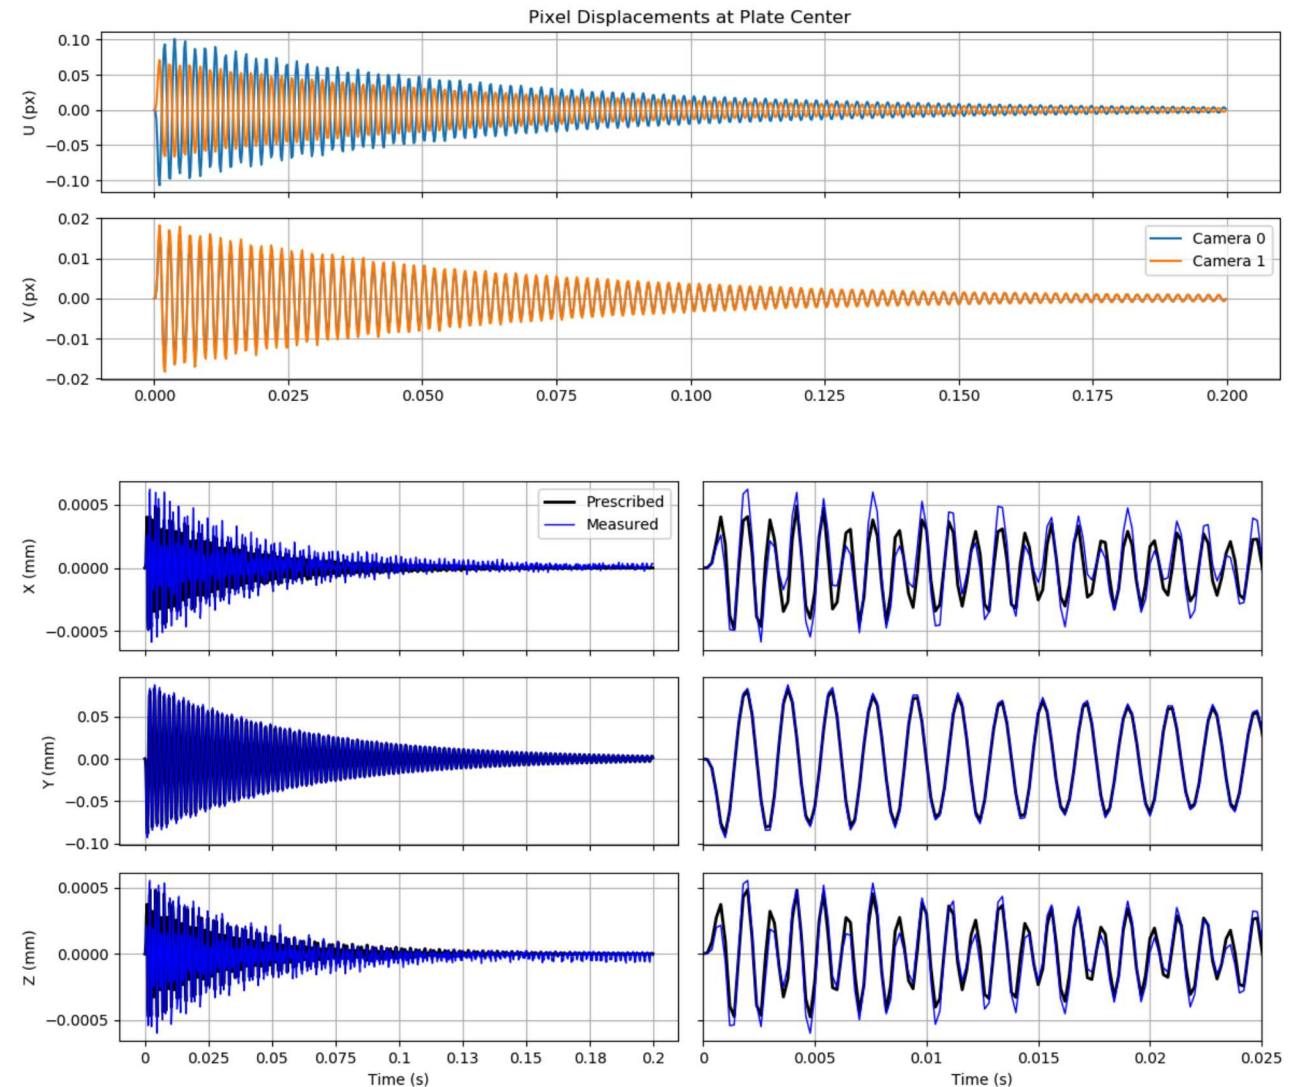 Pixel Displacements at Plate Center
U (px)
0.10
0.05
0.00
−0.05
−0.10
V (px)
0.02
0.01
0.00
−0.01
−0.02
Camera 0
Camera 1
0.000 0.025 0.050 0.075 0.100 0.125 0.150 0.175 0.200
X (mm)
0.0005
0.0000
−0.0005
Prescribed
Measured
Y (mm)
0.05
0.00
−0.05
−0.10
Z (mm)
0.0005
0.0000
−0.0005
0 0.025 0.05 0.075 0.1 0.13 0.15 0.18 0.2
Time (s)
0 0.005 0.01 0.015 0.02 0.025
Time (s)